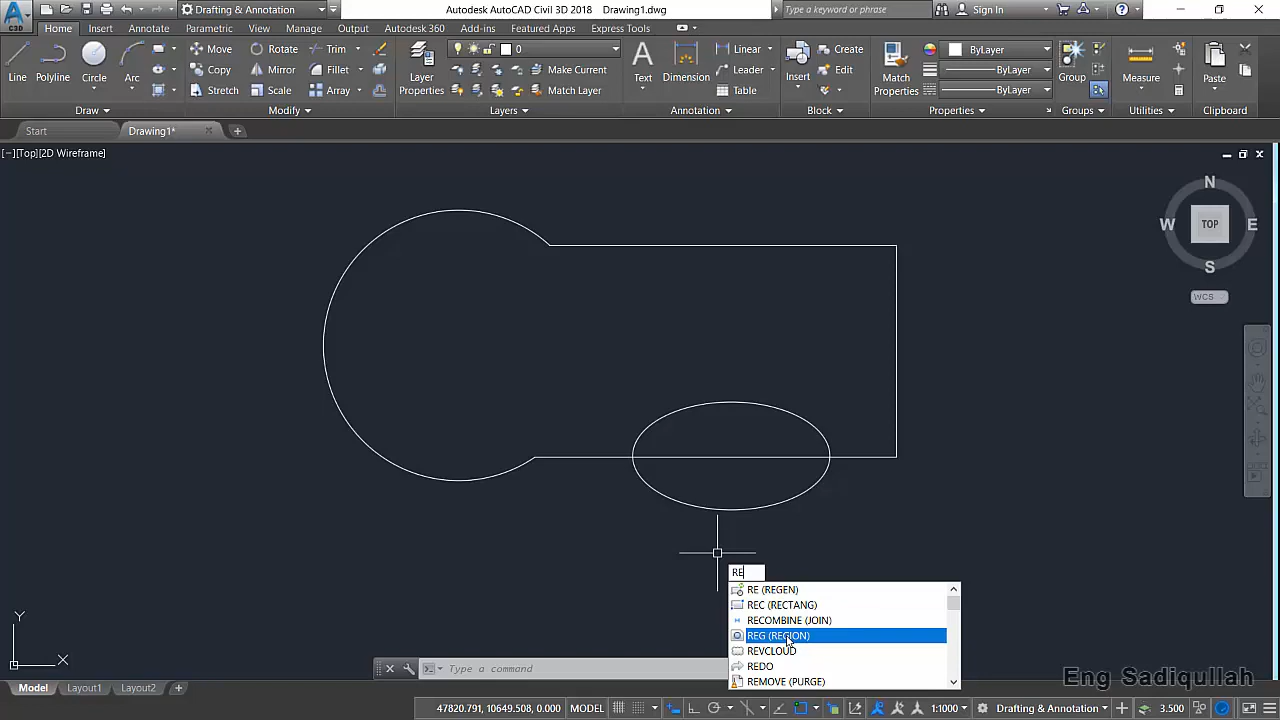 Drafting & Annotation
Autodesk AutoCAD Civil 3D 2018 Drawing1.dwg
Type a keyword or phrase
Sign In
C3D
Home Insert Annotate Parametric View Manage Output Autodesk 360 Add-ins Featured Apps Express Tools
Line
Polyline
Circle
Arc
Move
Rotate
Trim
Copy
Mirror
Fillet
Stretch
Scale
Array
Layer
Properties
0
Make Current
Match Layer
Text
Dimension
Linear
Leader
Table
Insert
Create
Edit
Match
Properties
ByLayer
ByLayer
ByLayer
Group
Measure
Paste
Draw Modify Layers Annotation Block Properties Groups Utilities Clipboard
Start Drawing1*
[−][Top][2D Wireframe]
N
W TOP E
S
WCS
RE
RE (REGEN)
REC (RECTANG)
RECOMBINE (JOIN)
REG (REGION)
REVCLOUD
REDO
REMOVE (PURGE)
Y
X
Type a command
Eng Sadiqullah
Model Layout1 Layout2
47820.791, 10649.508, 0.000 MODEL 1:1000 Drafting & Annotation 3.500